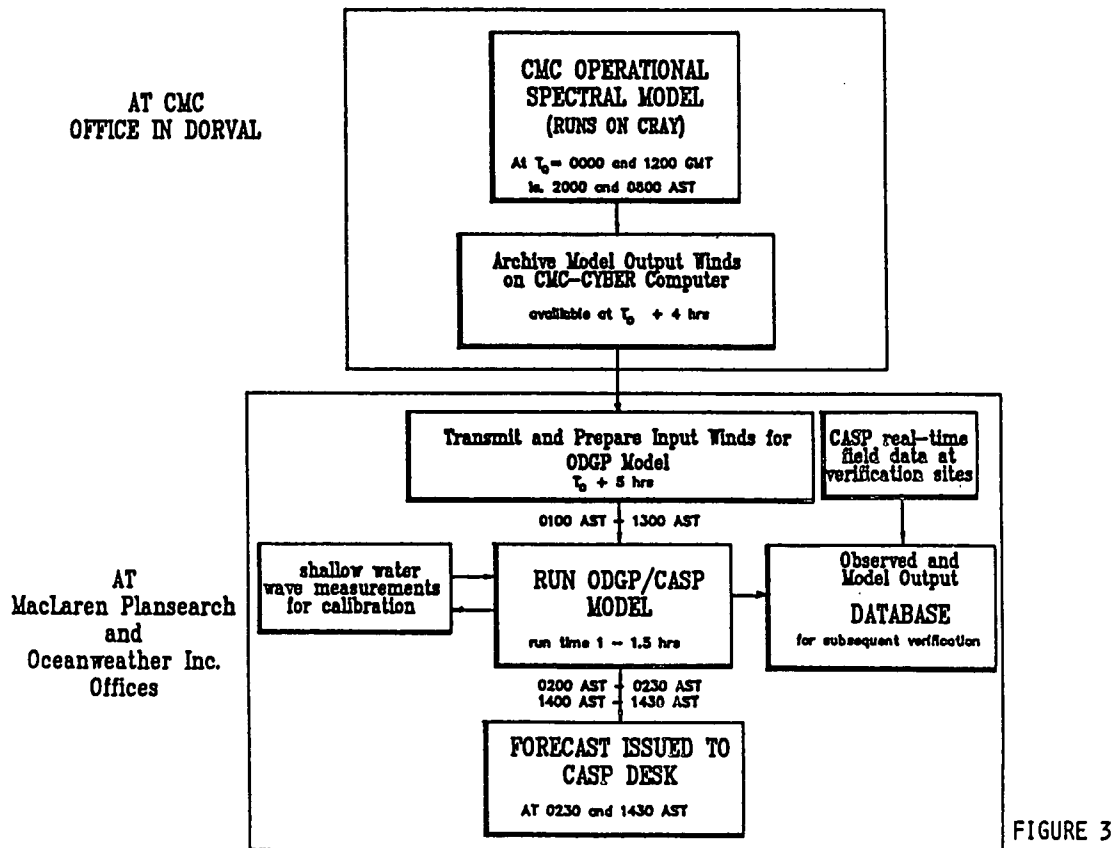 AT CMC
OFFICE IN DORVAL
CMC OPERATIONAL
SPECTRAL MODEL
(RUNS ON CRAY)
At T₀ = 0000 and 1200 GMT
ie. 2000 and 0800 AST
Archive Model Output Winds
on CMC-CYBER Computer
available at T₀ + 4 hrs
Transmit and Prepare Input Winds for
ODGP Model
T₀ + 5 hrs
CASP real-time
field data at
verification sites
0100 AST - 1300 AST
AT
MacLaren Plansearch
and
Oceanweather Inc.
Offices
shallow water
wave measurements
for calibration
RUN ODGP/CASP
MODEL
run time 1 - 1.5 hrs
Observed and
Model Output
DATABASE
for subsequent verification
0200 AST - 0230 AST
1400 AST - 1430 AST
FORECAST ISSUED TO
CASP DESK
AT 0230 and 1430 AST
FIGURE 3